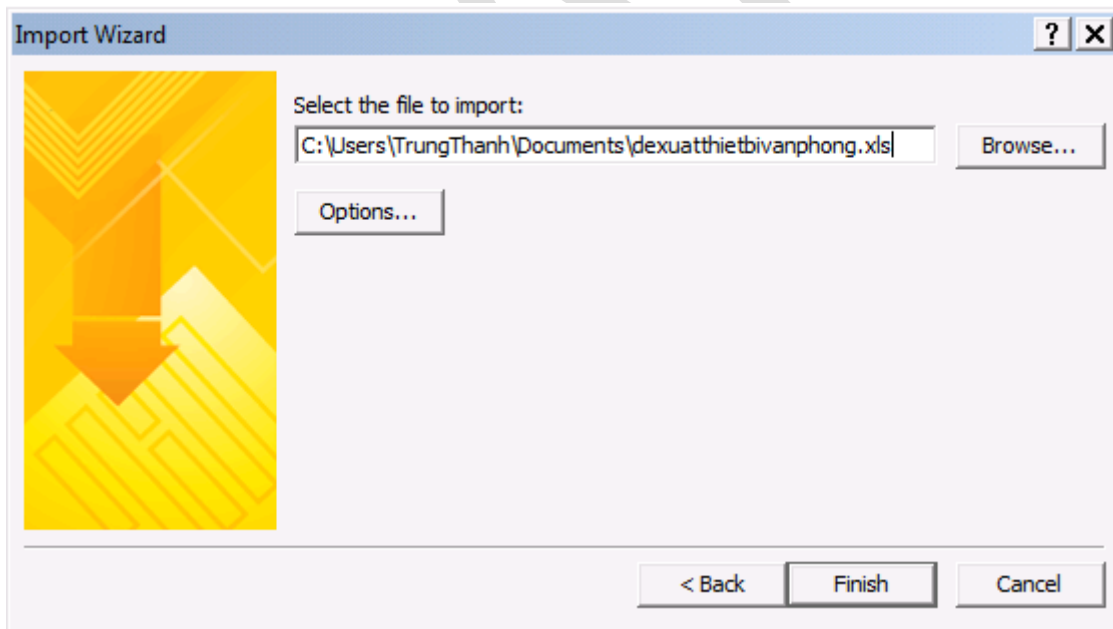 Import Wizard
?
Select the file to import:
C:\Users\TrungThanh\Documents\dexuatthietbivanphong.xls
Browse...
Options...
< Back
Finish
Cancel